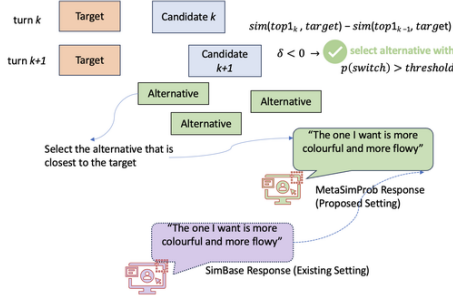 turn k
Target
Candidate k
sim(top1ₖ, target) − sim(top1ₖ₋₁, target)
turn k+1
Target
Candidate
k+1
δ < 0 → select alternative with
p(switch) > threshold
Alternative
Alternative
Alternative
Select the alternative that is
closest to the target
“The one I want is more
colourful and more flowy”
MetaSimProb Response
(Proposed Setting)
“The one I want is more
colourful and more flowy”
SimBase Response (Existing Setting)